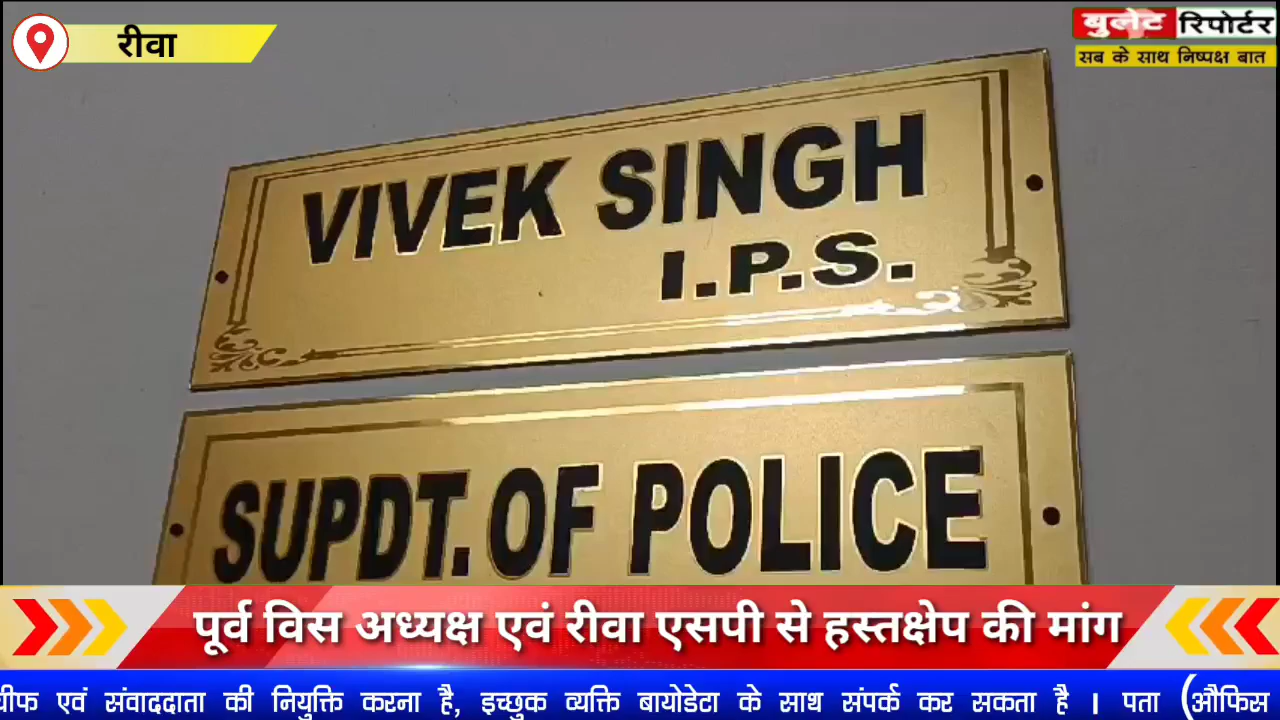 रीवा
बुलेट रिपोर्टर
सब के साथ निष्पक्ष बात
VIVEK SINGH
I.P.S.
SUPDT. OF POLICE
पूर्व विस अध्यक्ष एवं रीवा एसपी से हस्तक्षेप की मांग
एवं संवाददाता की नियुक्ति करना है, इच्छुक व्यक्ति बायोडेटा के साथ संपर्क कर सकता है । पता (औफिस